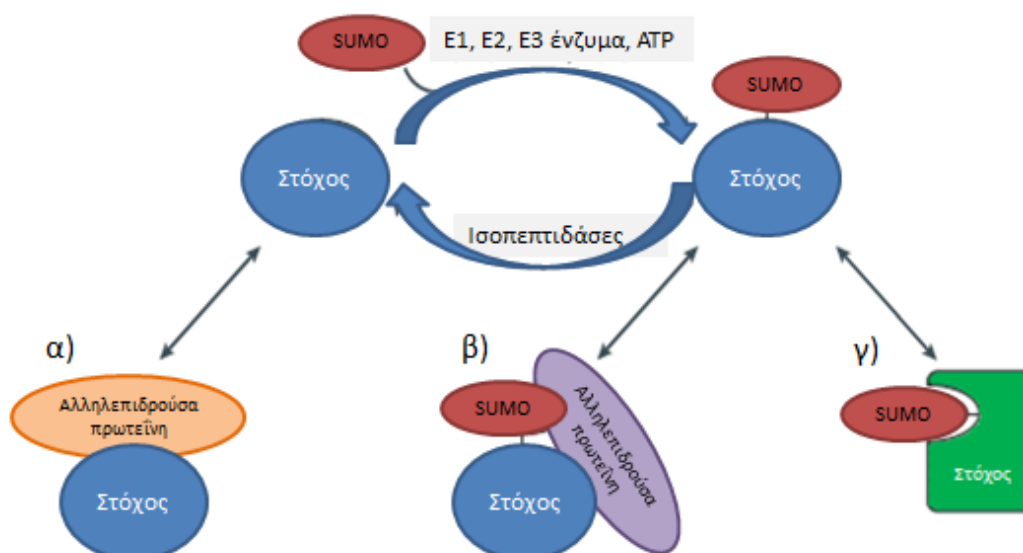 SUMO
E1, E2, E3 ένζυμα, ATP
SUMO
Στόχος
Στόχος
Ισοπεπτιδάσες
α)
β)
γ)
Αλληλεπιδρούσα
πρωτεΐνη
Στόχος
SUMO
Αλληλεπιδρούσα
πρωτεΐνη
Στόχος
SUMO
Στόχος